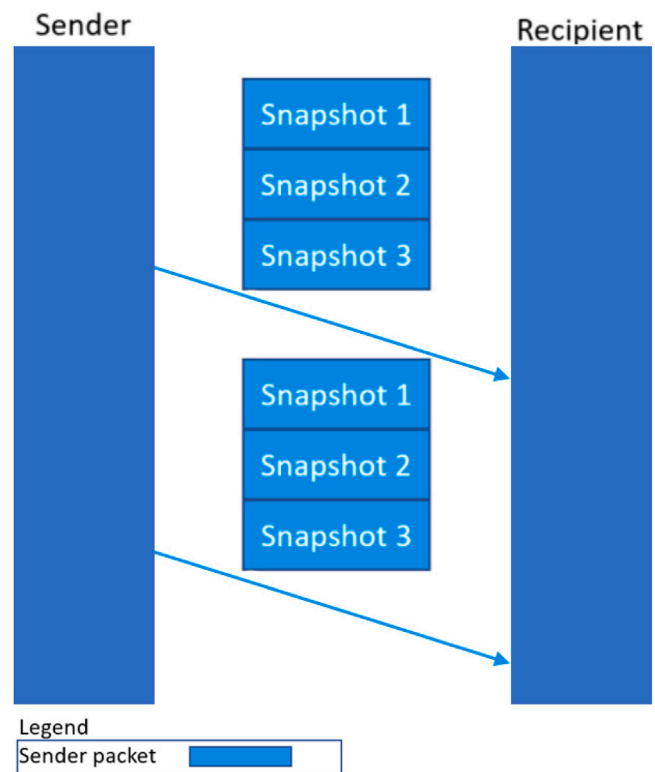 Sender
Recipient
Snapshot 1
Snapshot 2
Snapshot 3
Snapshot 1
Snapshot 2
Snapshot 3
Legend
Sender packet